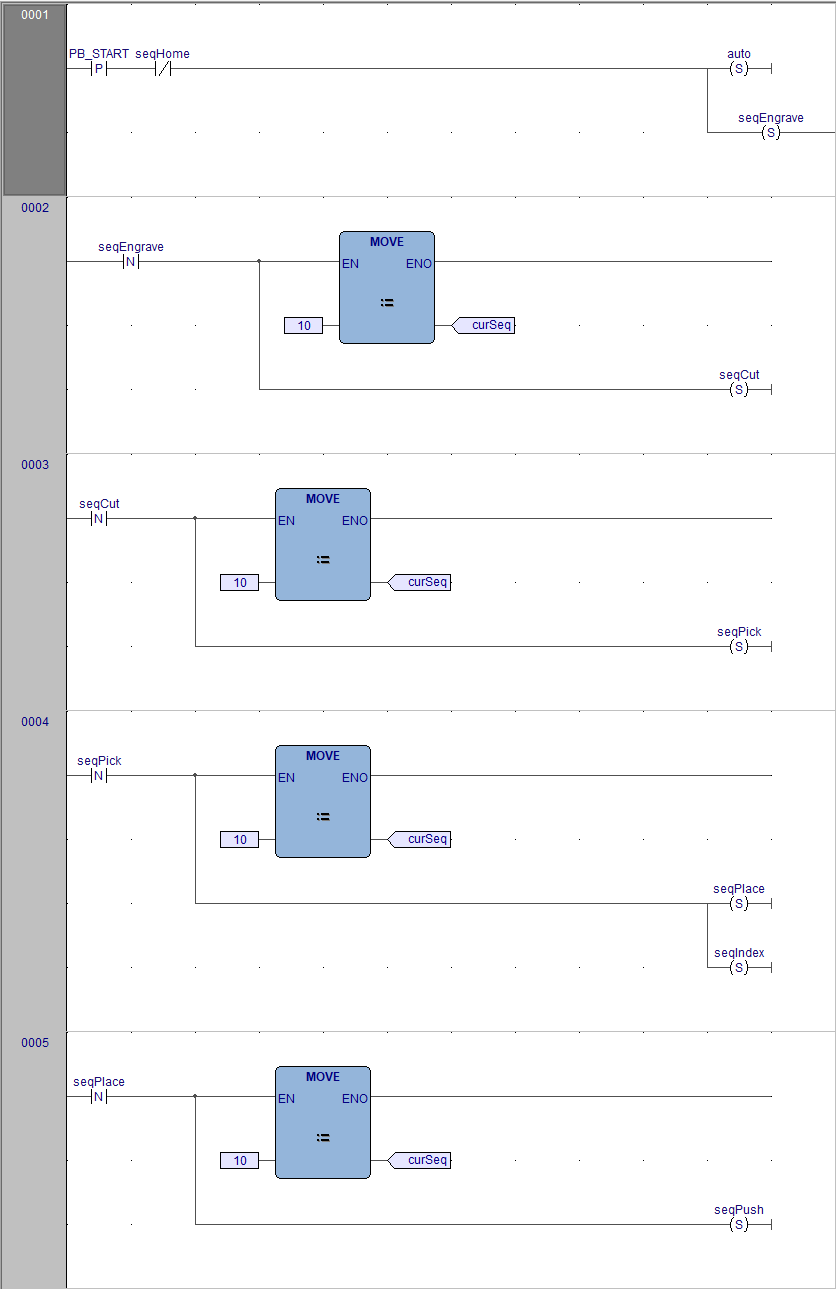 0001
PB_START seqHome auto
P / S
seqEngrave
S
0002
seqEngrave MOVE
N EN ENO
:=
10 curSeq
seqCut
S
0003
seqCut MOVE
N EN ENO
:=
10 curSeq
seqPick
S
0004
seqPick MOVE
N EN ENO
:=
10 curSeq
seqPlace
S
seqIndex
S
0005
seqPlace MOVE
N EN ENO
:=
10 curSeq
seqPush
S